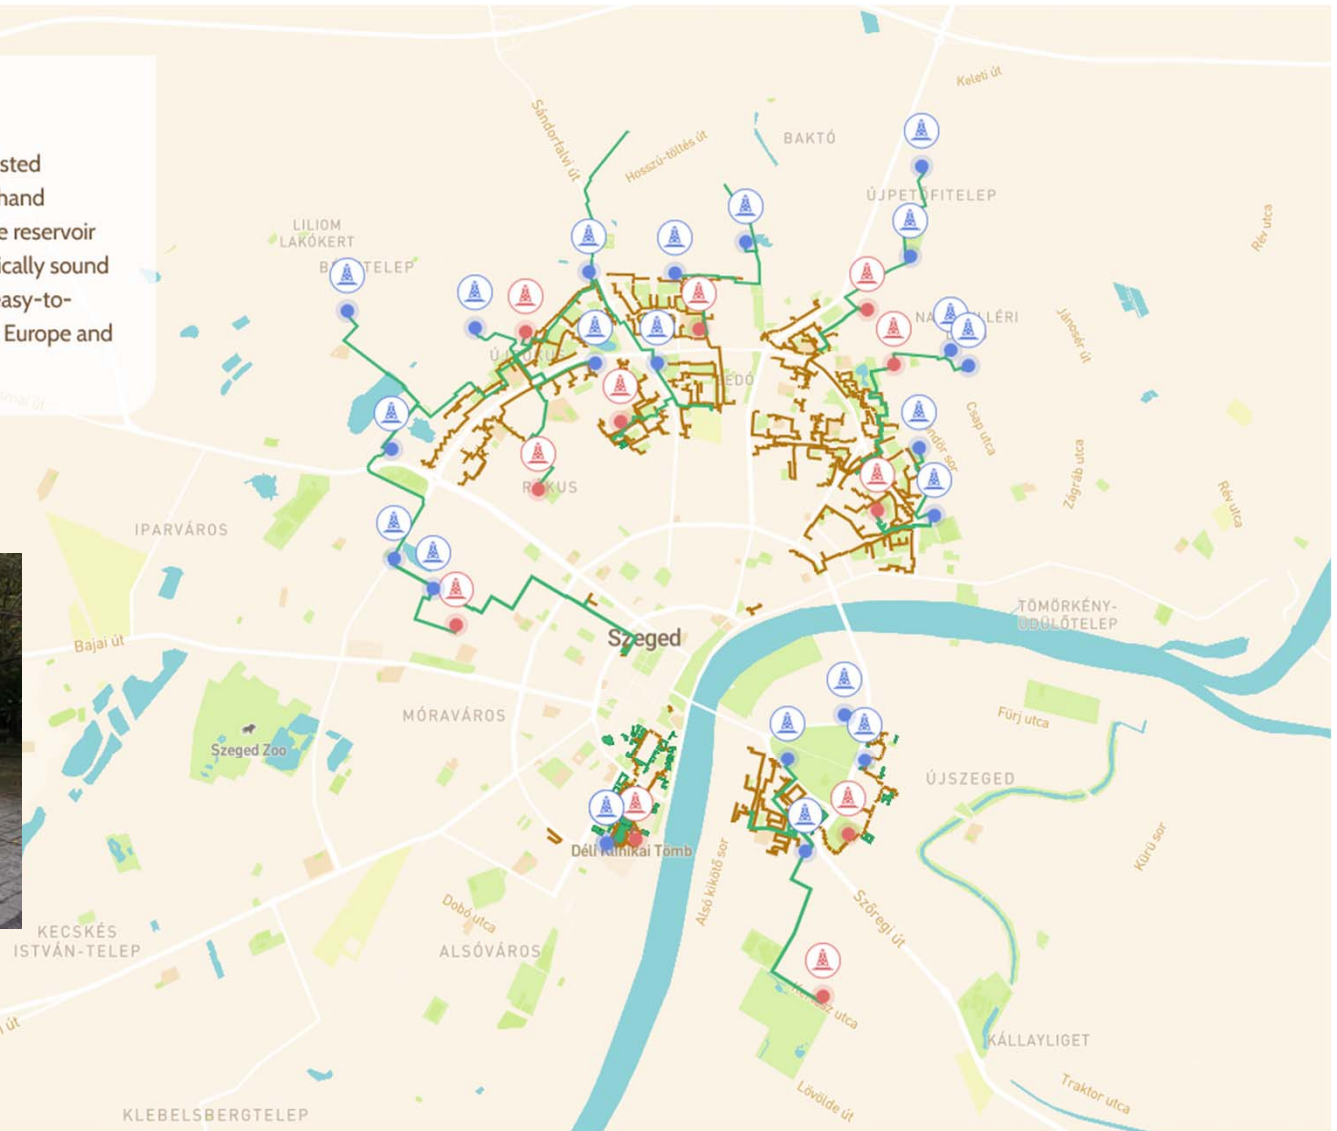 sted
hand
e reservoir
ically sound
easy-to-
Europe and
Keleti út
Sándorfalvi út
Hosszú-töltés út
BAKTÓ
ÚJPETŐFITELEP
Rév utca
LILIOM
LAKÓKERT
Jánosér út
Csap utca
Zágráb utca
Rév utca
IPARVÁROS
TÖMÖRKÉNY-
ÜDÜLŐTELEP
Szeged
Bajai út
MÓRAVÁROS
Szeged Zoo
Fürj utca
ÚJSZEGED
Kürü sor
Déli Klinikai Tömb
Alsó kikötő sor
Szőregi út
Dobó utca
KECSKÉS
ISTVÁN-TELEP
ALSÓVÁROS
utca
út
KÁLLAYLIGET
Traktor utca
Lövölde út
KLEBELSBERGTELEP